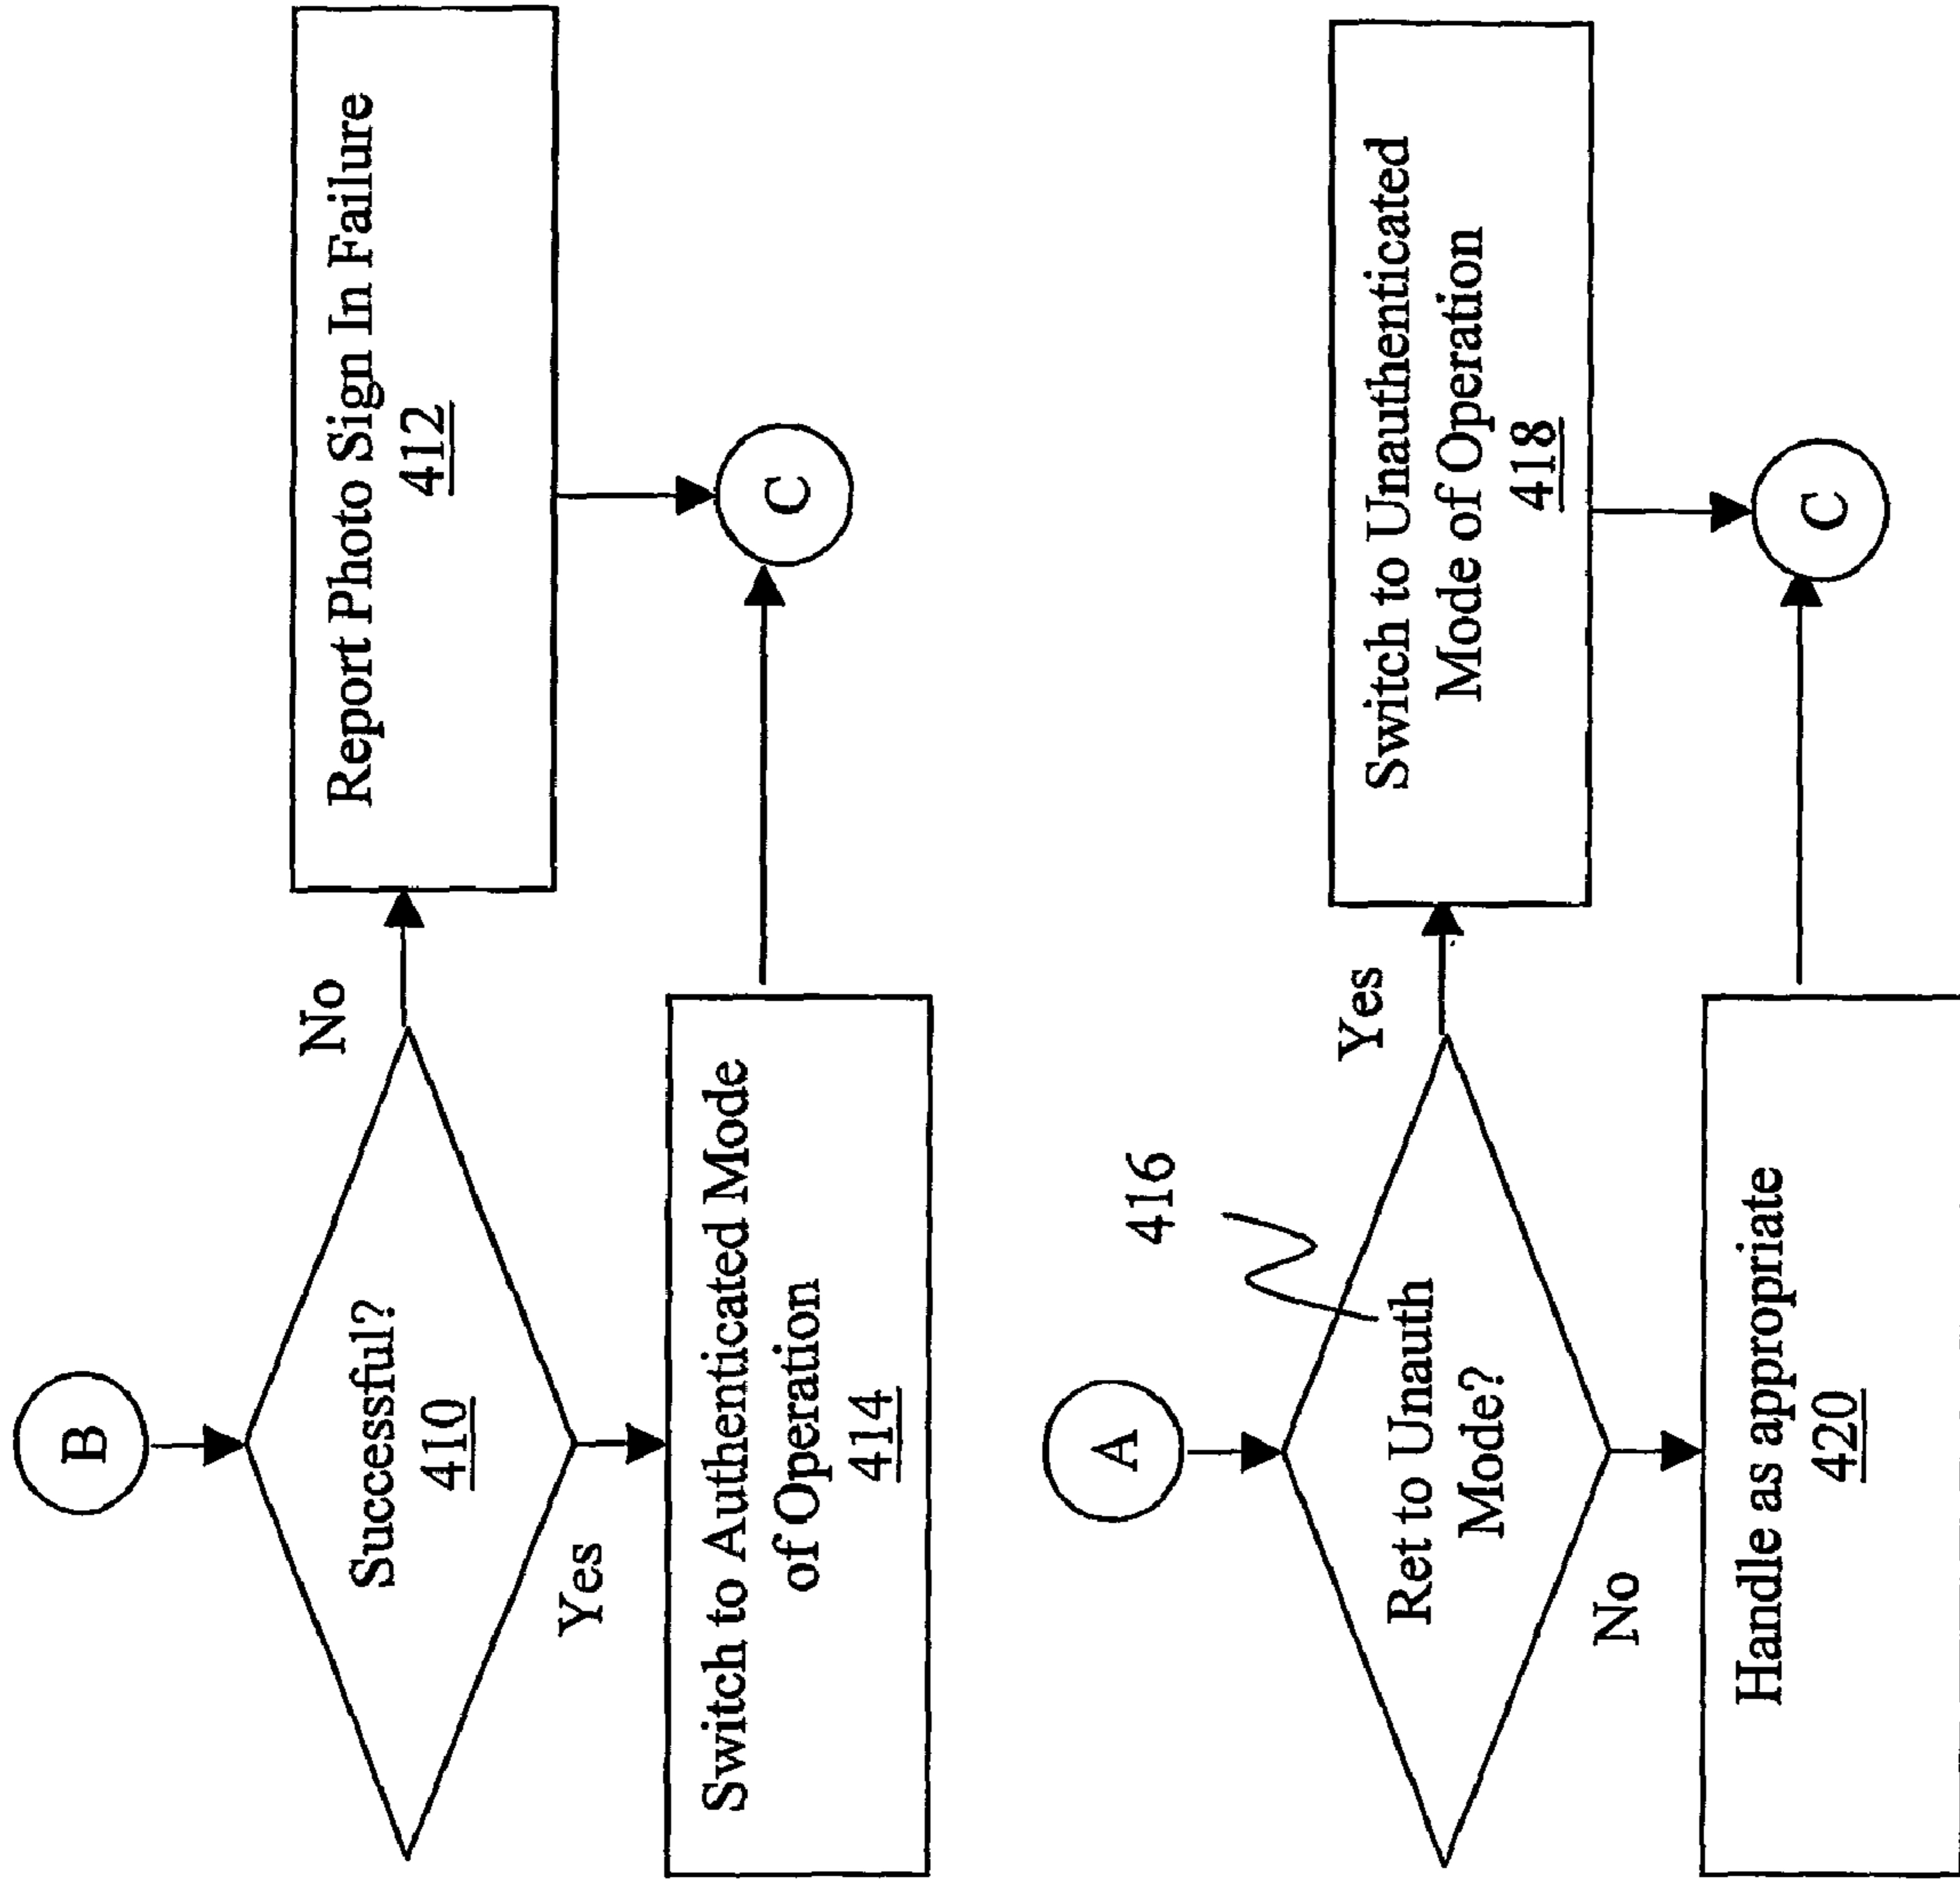 B
Successful?
410
No
Report Photo Sign In Failure
412
Yes
Switch to Authenticated Mode
of Operation
414
C
A
416
Ret to Unauth
Mode?
Yes
Switch to Unauthenticated
Mode of Operation
418
No
Handle as appropriate
420
C